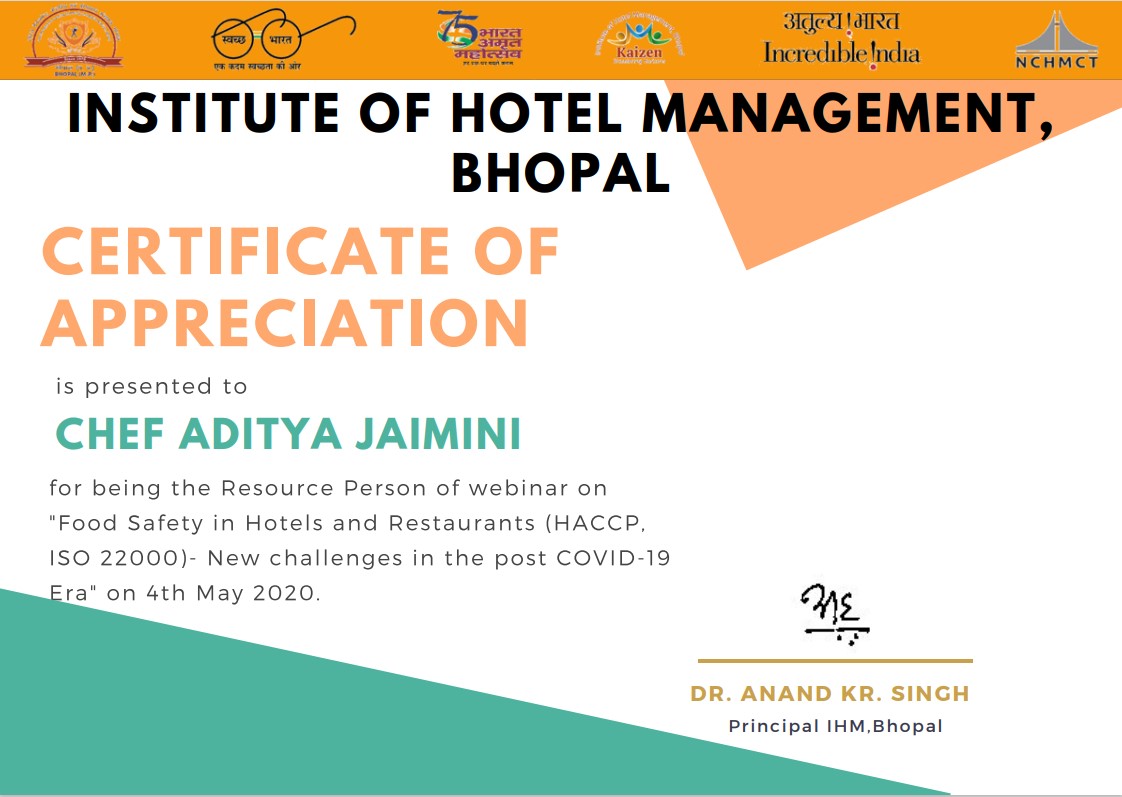 BHOPAL (M.P.)
स्वच्छ भारत
एक कदम स्वच्छता की ओर
75 भारत
अमृत
महोत्सव
Kaizen
अतुल्य ! भारत
Incredible !ndia
NCHMCT
INSTITUTE OF HOTEL MANAGEMENT,
BHOPAL
CERTIFICATE OF
APPRECIATION
is presented to
CHEF ADITYA JAIMINI
for being the Resource Person of webinar on
"Food Safety in Hotels and Restaurants (HACCP,
ISO 22000)- New challenges in the post COVID-19
Era" on 4th May 2020.
DR. ANAND KR. SINGH
Principal IHM,Bhopal